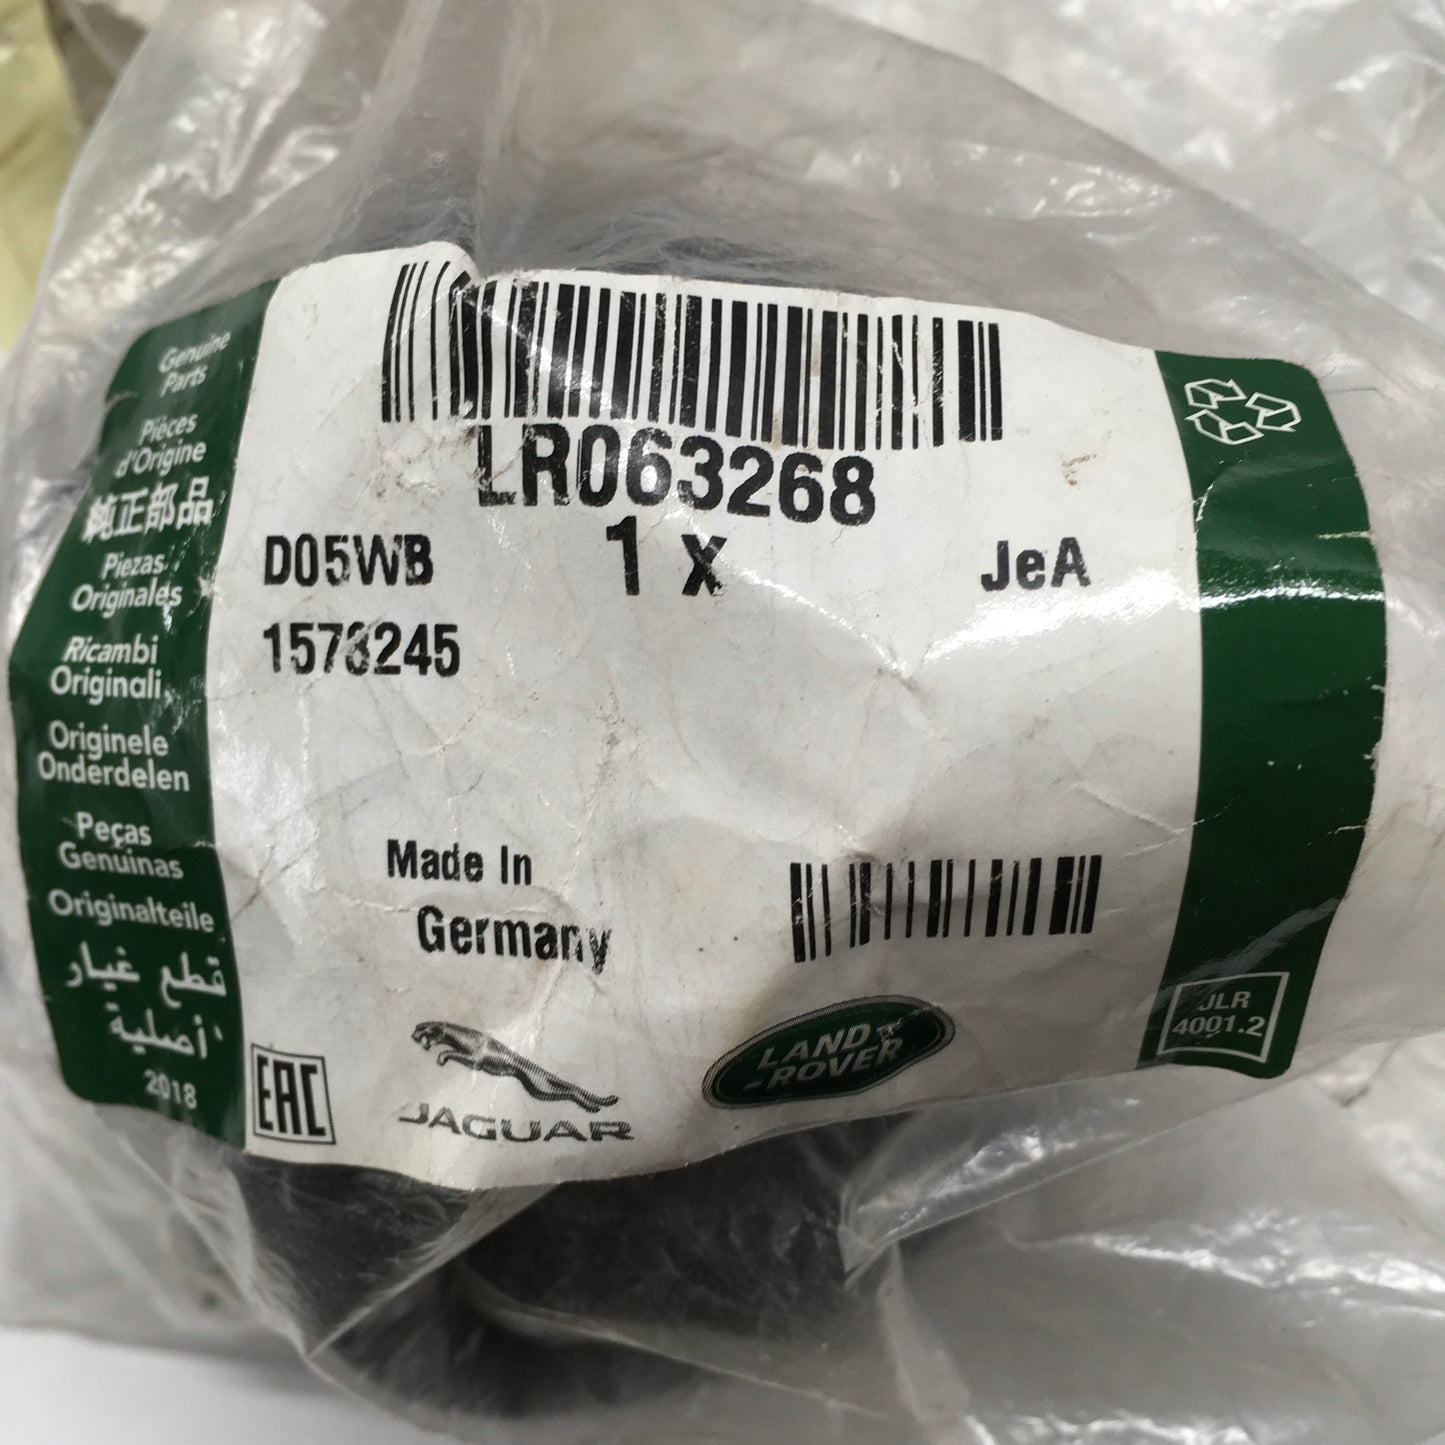 Genuine
Parts
Pièces
d'Origine
純正部品
Piezas
Originales
Ricambi
Originali
Originele
Onderdelen
Peças
Genuinas
Originalteile
قطع غيار
أصلية
2018
LR063268
D05WB 1 x JeA
1578245
Made In
Germany
EAC
JAGUAR
LAND
-ROVER
JLR
4001.2